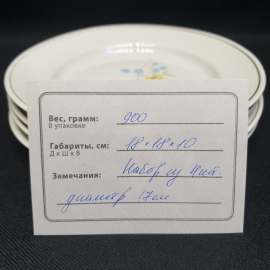 Вес, грамм: 900
В упаковке
Габариты, см: 18×18×10
Д х Ш х В
Замечания: Набор из 4шт.
диаметр 17см